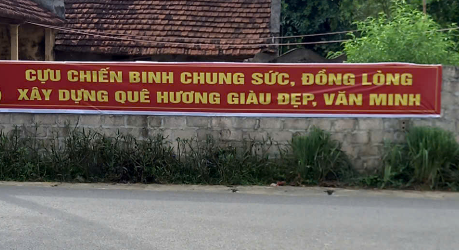 CỰU CHIẾN BINH CHUNG SỨC, ĐỒNG LÒNG
XÂY DỰNG QUÊ HƯƠNG GIÀU ĐẸP, VĂN MINH